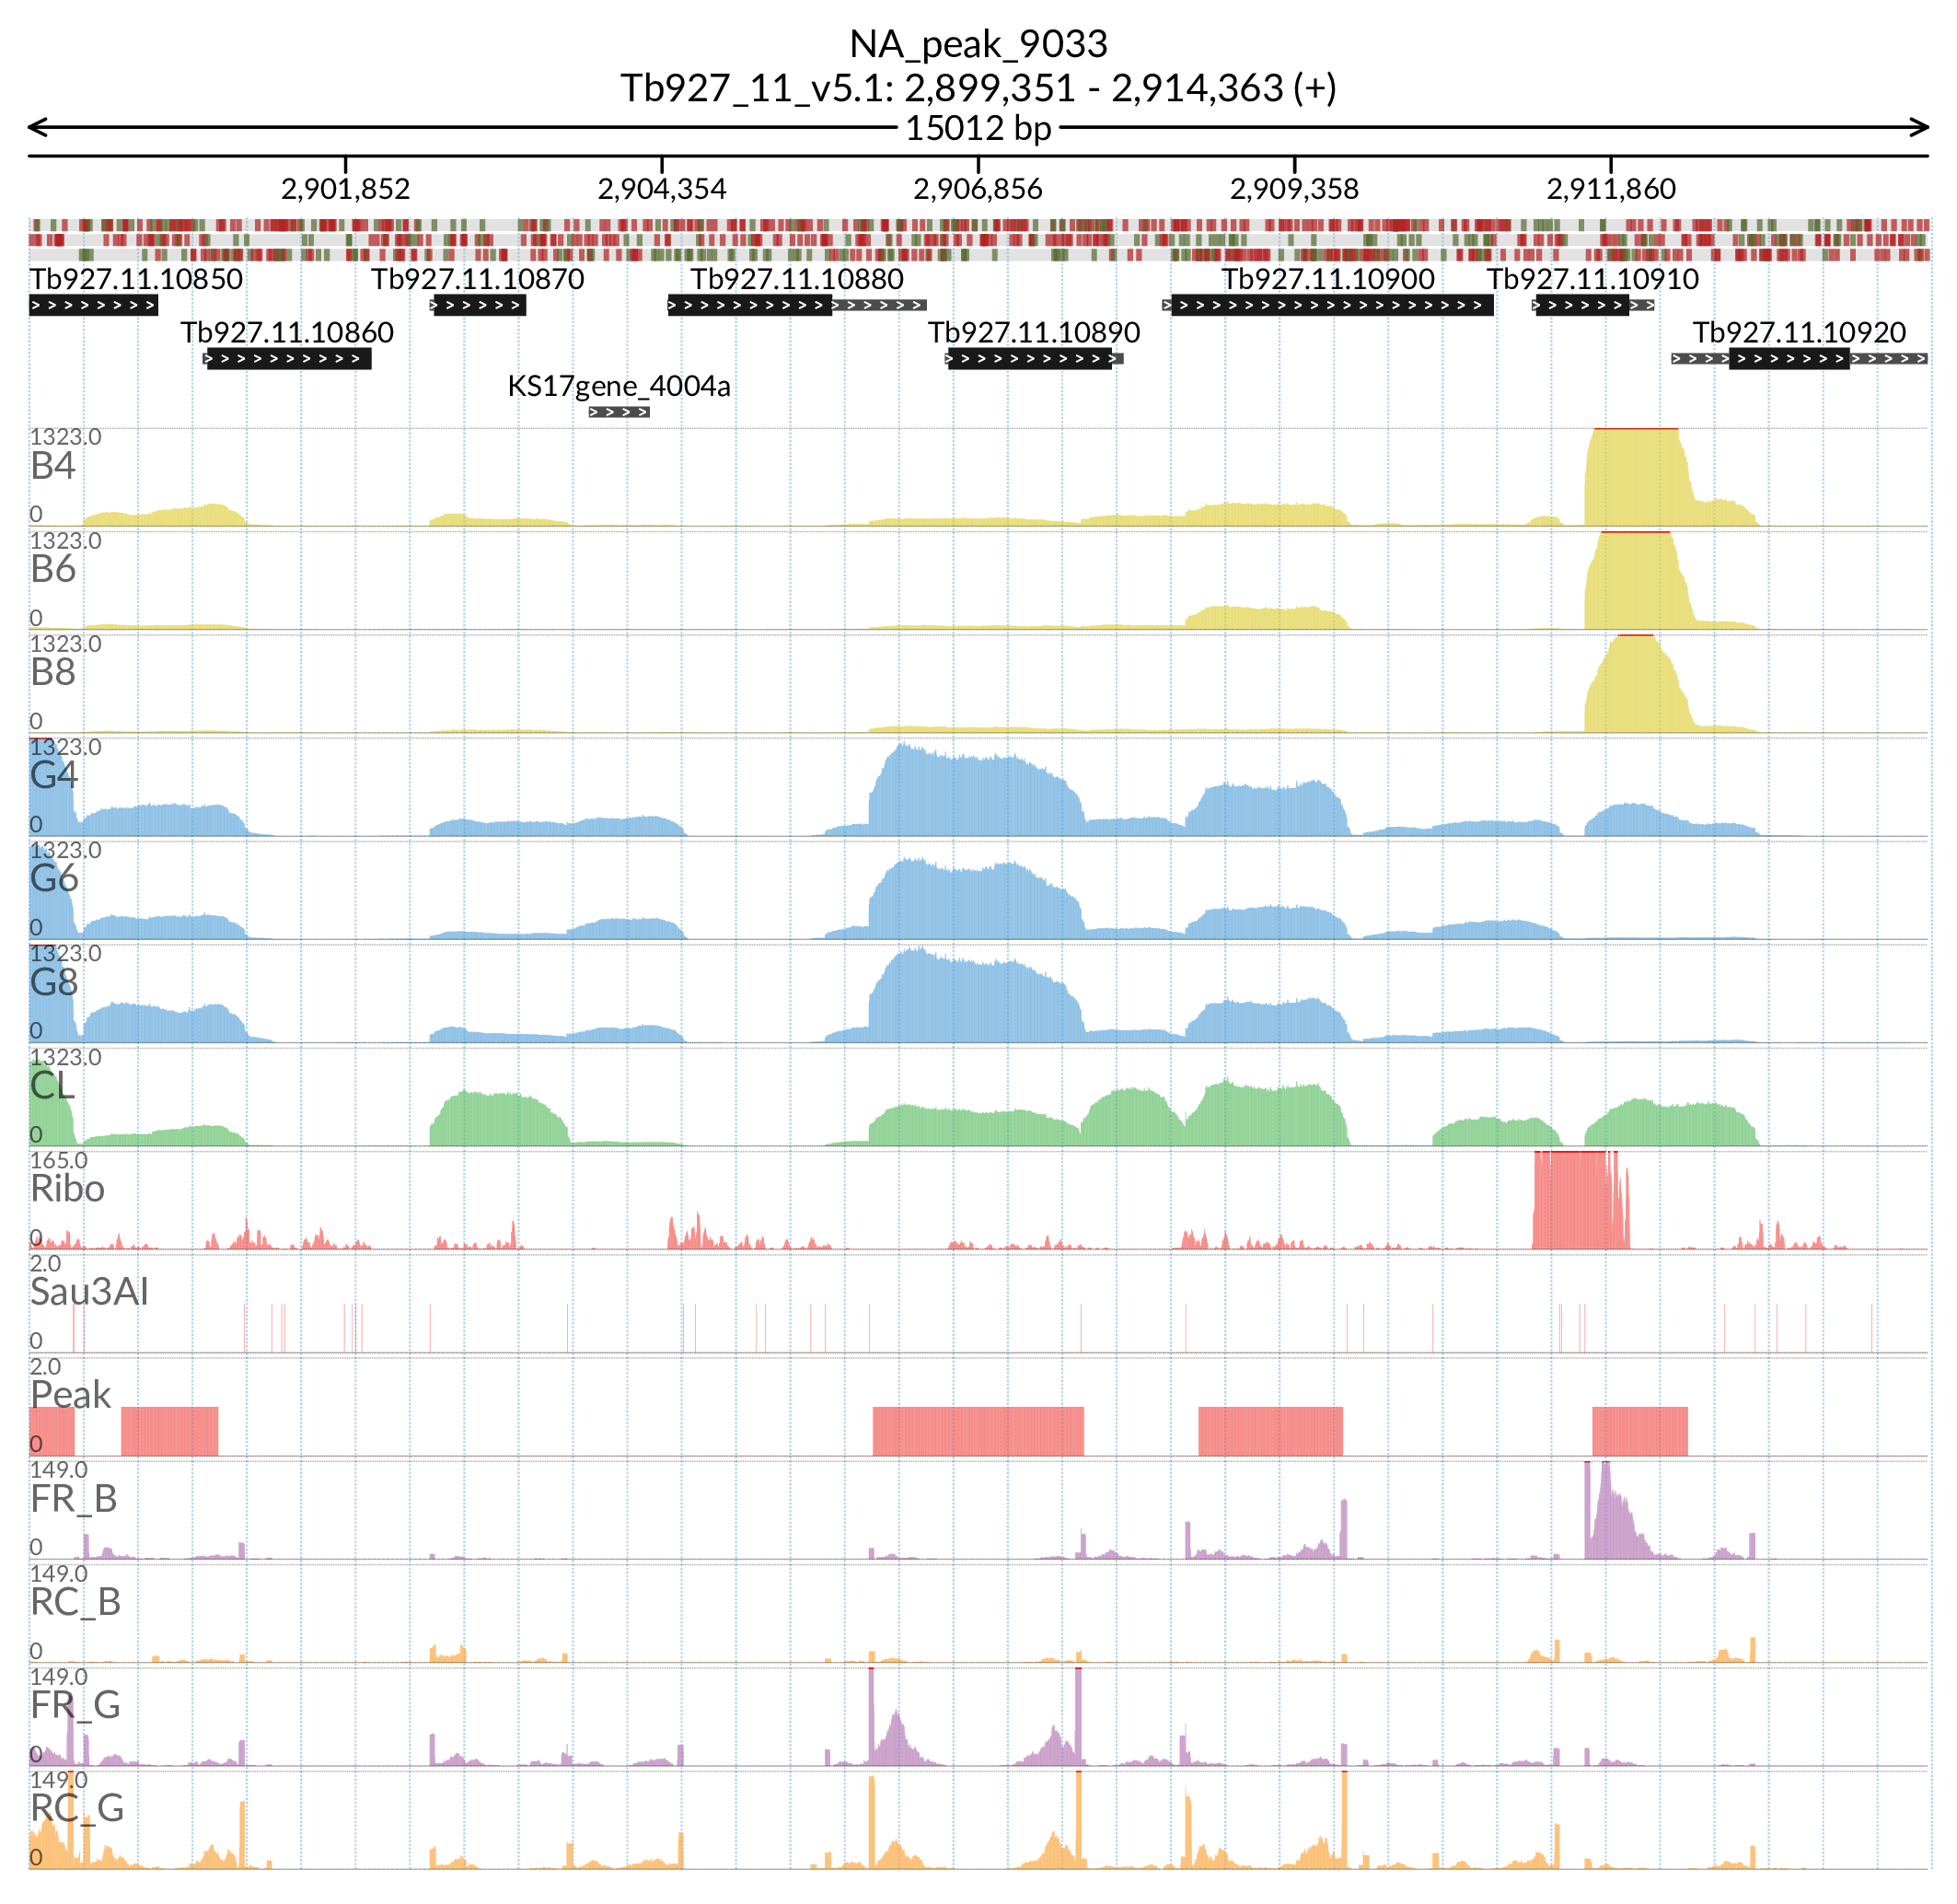 NA_peak_9033
Tb927_11_v5.1: 2,899,351 - 2,914,363 (+)
15012 bp
2,901,852 2,904,354 2,906,856 2,909,358 2,911,860
Tb927.11.10850 Tb927.11.10870 Tb927.11.10880 Tb927.11.10900 Tb927.11.10910
Tb927.11.10860 Tb927.11.10890 Tb927.11.10920
KS17gene_4004a
1323.0
B4
0
1323.0
B6
0
1323.0
B8
0
1323.0
G4
0
1323.0
G6
0
1323.0
G8
0
1323.0
CL
0
165.0
Ribo
0
2.0
Sau3AI
0
2.0
Peak
0
149.0
FR_B
0
149.0
RC_B
0
149.0
FR_G
0
149.0
RC_G
0